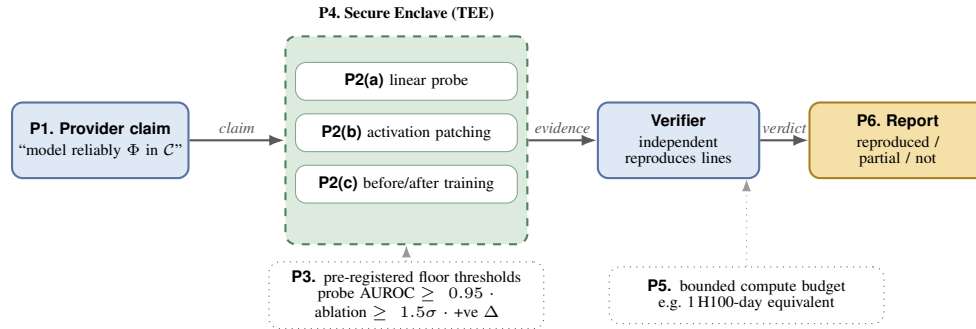 P4. Secure Enclave (TEE)
P2(a) linear probe
P1. Provider claim
“model reliably Φ in 𝒞”
claim
P2(b) activation patching
evidence
Verifier
independent
reproduces lines
verdict
P6. Report
reproduced /
partial / not
P2(c) before/after training
P3. pre-registered floor thresholds
probe AUROC ≥ 0.95 ·
ablation ≥ 1.5σ · +ve Δ
P5. bounded compute budget
e.g. 1 H100-day equivalent